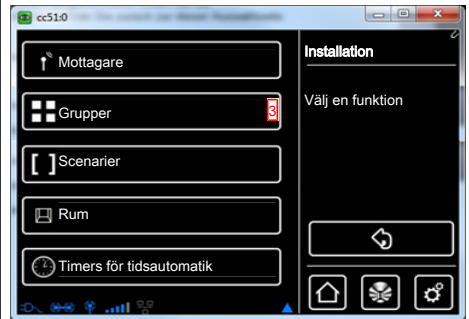 cc51:0
Mottagare
Grupper
3
Scenarier
Rum
Timers för tidsautomatik
Installation
Välj en funktion